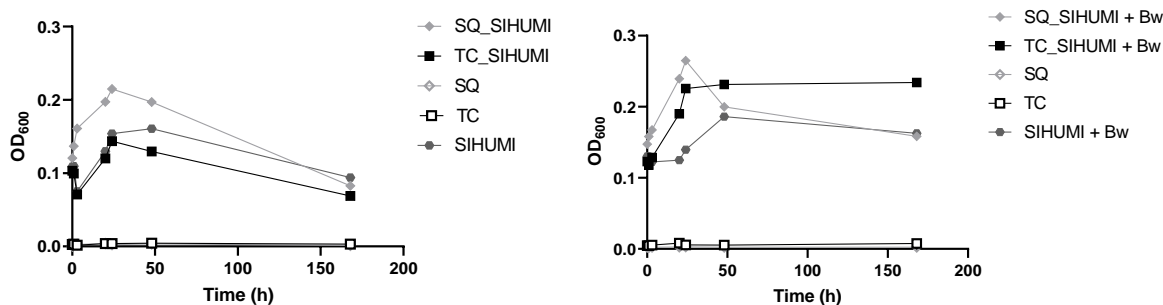 0.3
0.2
0.1
0.0
OD600
0 50 100 150 200
Time (h)
SQ_SIHUMI
TC_SIHUMI
SQ
TC
SIHUMI
0.3
0.2
0.1
0.0
OD600
0 50 100 150 200
Time (h)
SQ_SIHUMI + Bw
TC_SIHUMI + Bw
SQ
TC
SIHUMI + Bw